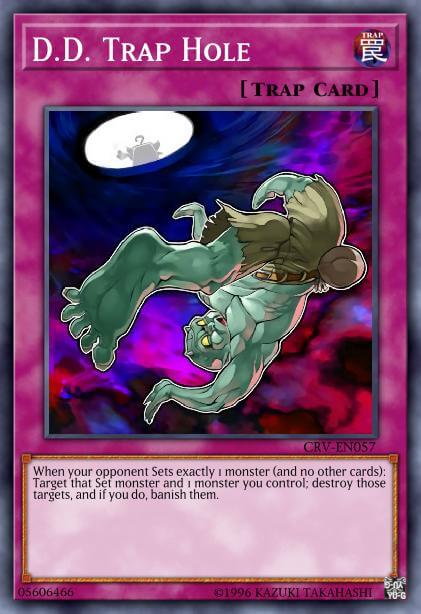 D.D. TRAP HOLE
TRAP
罠
[TRAP CARD]
CRV-EN057
When your opponent Sets exactly 1 monster (and no other cards):
Target that Set monster and 1 monster you control; destroy those
targets, and if you do, banish them.
05606466
©1996 KAZUKI TAKAHASHI